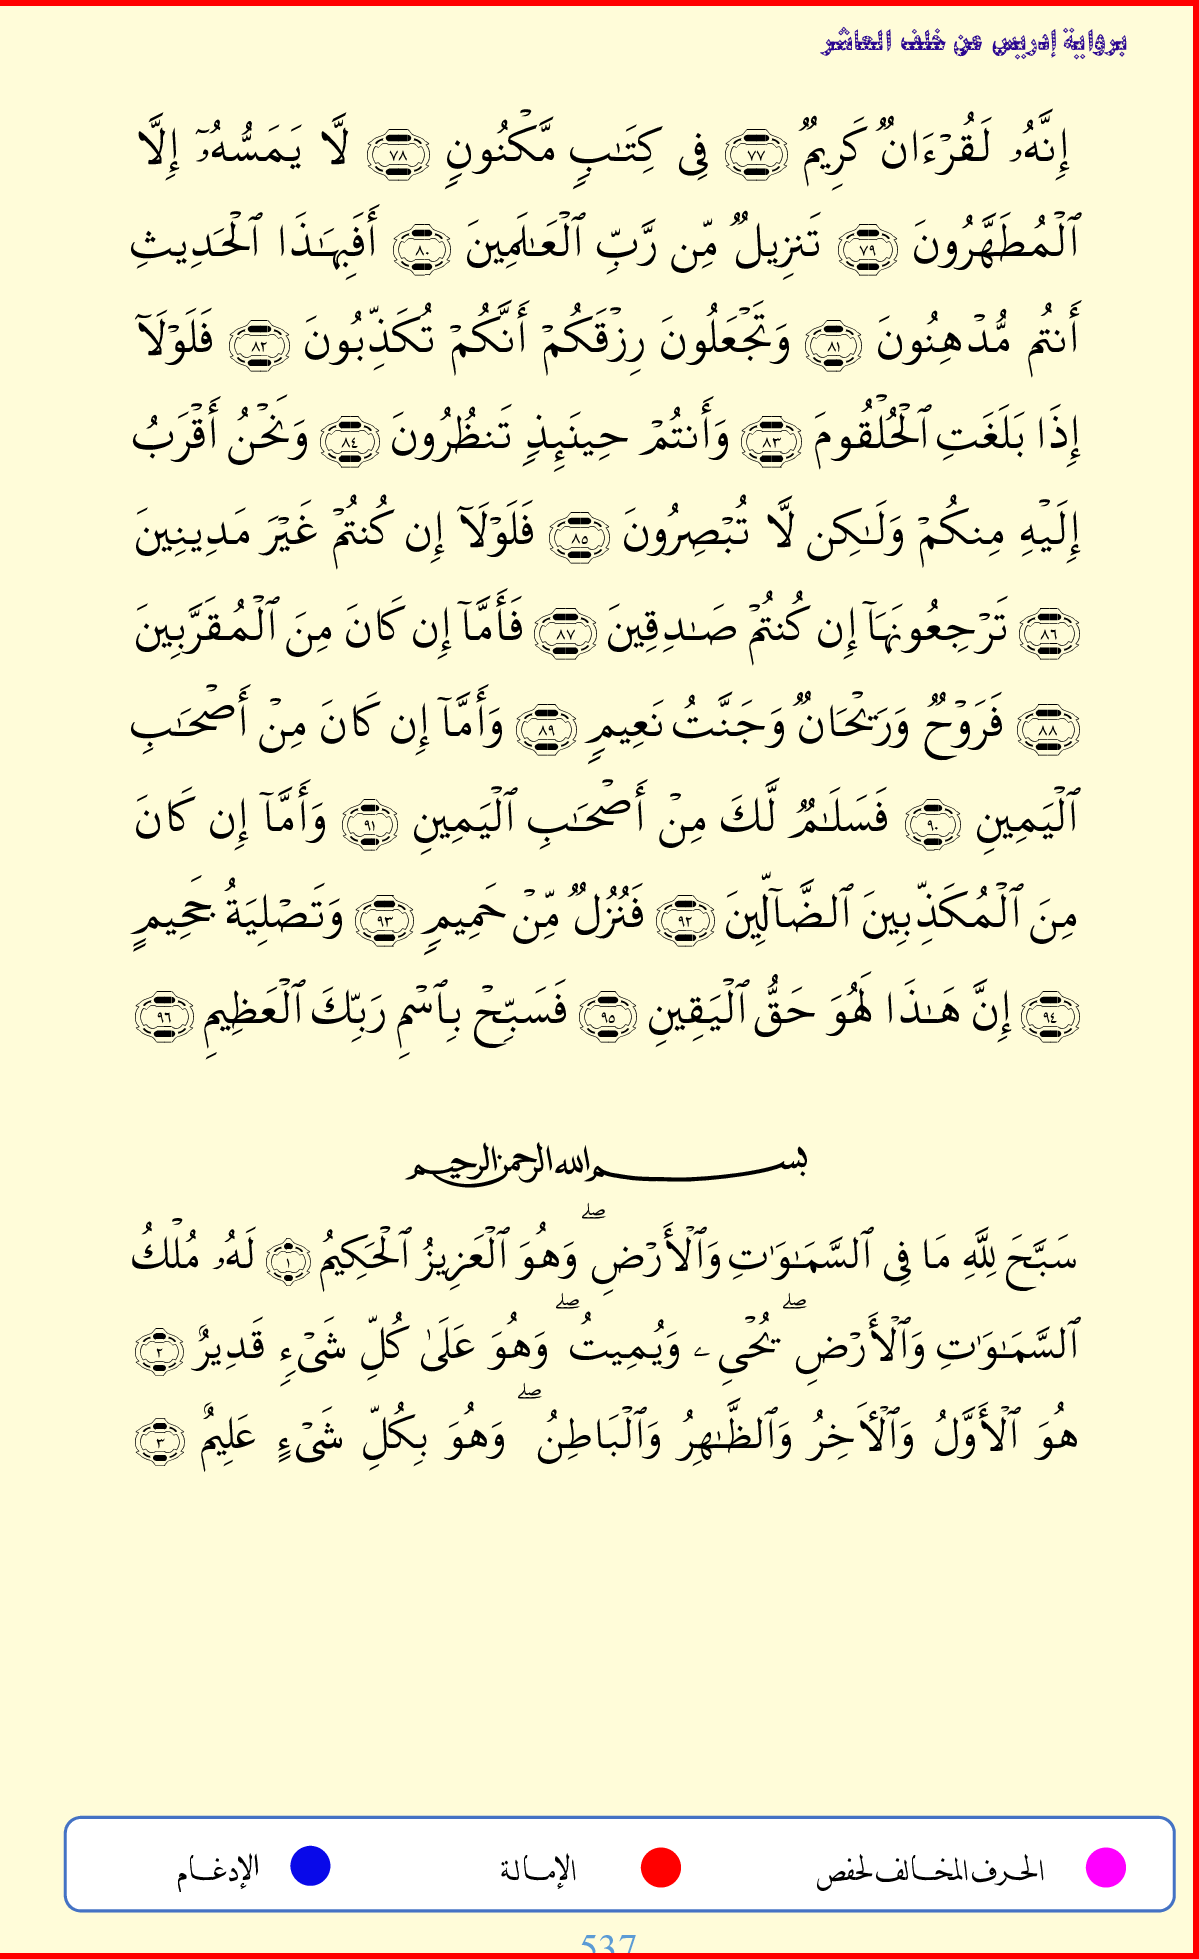 برواية إدريس عن خلف العاشر
إِنَّهُۥ لَقُرْءَانٌ كَرِيمٌ ٧٧ فِى كِتَـٰبٍ مَّكْنُونٍ ٧٨ لَّا يَمَسُّهُۥٓ إِلَّا
ٱلْمُطَهَّرُونَ ٧٩ تَنزِيلٌ مِّن رَّبِّ ٱلْعَـٰلَمِينَ ٨٠ أَفَبِهَـٰذَا ٱلْحَدِيثِ
أَنتُم مُّدْهِنُونَ ٨١ وَتَجْعَلُونَ رِزْقَكُمْ أَنَّكُمْ تُكَذِّبُونَ ٨٢ فَلَوْلَآ
إِذَا بَلَغَتِ ٱلْحُلْقُومَ ٨٣ وَأَنتُمْ حِينَئِذٍ تَنظُرُونَ ٨٤ وَنَحْنُ أَقْرَبُ
إِلَيْهِ مِنكُمْ وَلَـٰكِن لَّا تُبْصِرُونَ ٨٥ فَلَوْلَآ إِن كُنتُمْ غَيْرَ مَدِينِينَ
٨٦ تَرْجِعُونَهَآ إِن كُنتُمْ صَـٰدِقِينَ ٨٧ فَأَمَّآ إِن كَانَ مِنَ ٱلْمُقَرَّبِينَ
٨٨ فَرَوْحٌ وَرَيْحَانٌ وَجَنَّتُ نَعِيمٍ ٨٩ وَأَمَّآ إِن كَانَ مِنْ أَصْحَـٰبِ
ٱلْيَمِينِ ٩٠ فَسَلَـٰمٌ لَّكَ مِنْ أَصْحَـٰبِ ٱلْيَمِينِ ٩١ وَأَمَّآ إِن كَانَ
مِنَ ٱلْمُكَذِّبِينَ ٱلضَّآلِّينَ ٩٢ فَنُزُلٌ مِّنْ حَمِيمٍ ٩٣ وَتَصْلِيَةُ جَحِيمٍ
٩٤ إِنَّ هَـٰذَا لَهُوَ حَقُّ ٱلْيَقِينِ ٩٥ فَسَبِّحْ بِٱسْمِ رَبِّكَ ٱلْعَظِيمِ ٩٦
بسم الله الرحمن الرحيم
سَبَّحَ لِلَّهِ مَا فِى ٱلسَّمَـٰوَٰتِ وَٱلْأَرْضِ ۖ وَهُوَ ٱلْعَزِيزُ ٱلْحَكِيمُ ١ لَهُۥ مُلْكُ
ٱلسَّمَـٰوَٰتِ وَٱلْأَرْضِ ۖ يُحْىِۦ وَيُمِيتُ ۖ وَهُوَ عَلَىٰ كُلِّ شَىْءٍ قَدِيرٌ ٢
هُوَ ٱلْأَوَّلُ وَٱلْـَٔاخِرُ وَٱلظَّـٰهِرُ وَٱلْبَاطِنُ ۖ وَهُوَ بِكُلِّ شَىْءٍ عَلِيمٌ ٣
الحرف المخالف لحفص الإمالة الإدغام
537